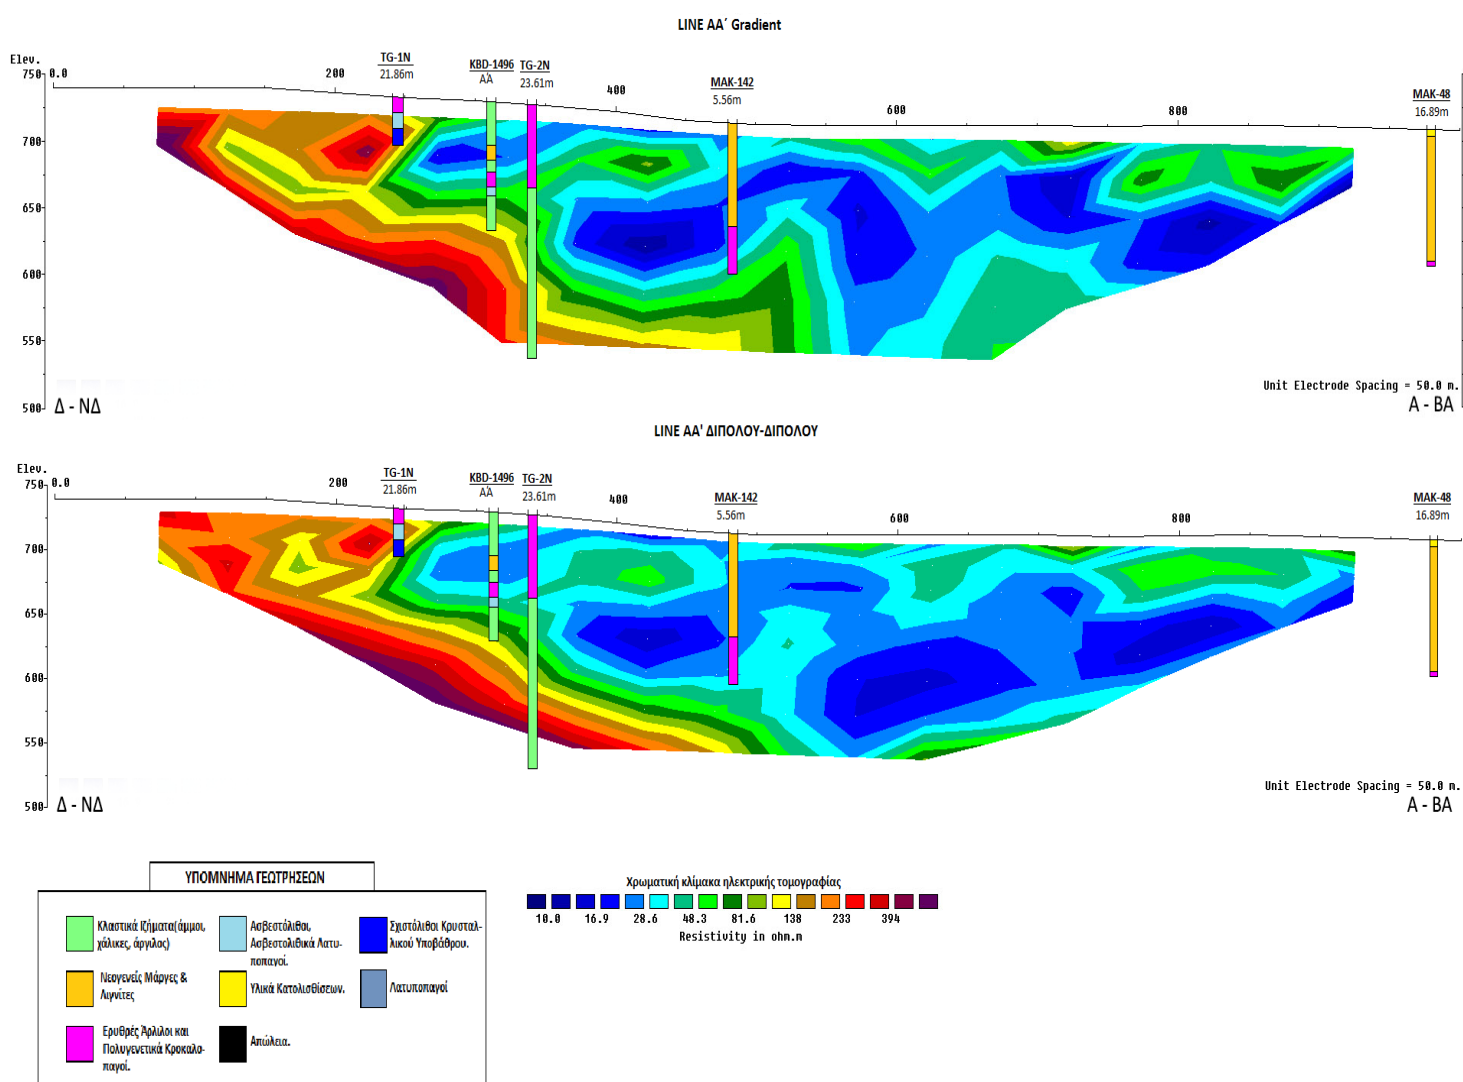 LINE AA΄ Gradient
Elev.
TG-1N
21.86m
KBD-1496
ΑΆ
TG-2N
23.61m
MAK-142
5.56m
MAK-48
16.89m
0.0 200 400 600 800
750
700
650
600
550
500
Unit Electrode Spacing = 50.0 m.
Δ - ΝΔ
Α - ΒΑ
LINE AA' ΔΙΠΟΛΟΥ-ΔΙΠΟΛΟΥ
Elev.
TG-1N
21.86m
KBD-1496
ΑΆ
TG-2N
23.61m
MAK-142
5.56m
MAK-48
16.89m
0.0 200 400 600 800
750
700
650
600
550
500
Unit Electrode Spacing = 50.0 m.
Δ - ΝΔ
Α - ΒΑ
ΥΠΟΜΝΗΜΑ ΓΕΩΤΡΗΣΕΩΝ
Κλαστικά Ιζήματα(άμμοι,
χάλικες, άργιλος)
Ασβεστόλιθοι,
Ασβεστολιθικά Λατυ-
ποπαγοί.
Σχιστόλιθοι Κρυσταλ-
λικού Υποβάθρου.
Νεογενείς Μάργες &
Λιγνίτες
Υλικά Κατολισθίσεων.
Λατυποπαγοί
Ερυθρές Άρλιλοι και
Πολυγενετικά Κροκαλο-
παγοί.
Απώλεια.
Χρωματική κλίμακα ηλεκτρικής τομογραφίας
10.0 16.9 28.6 48.3 81.6 138 233 394
Resistivity in ohm.m